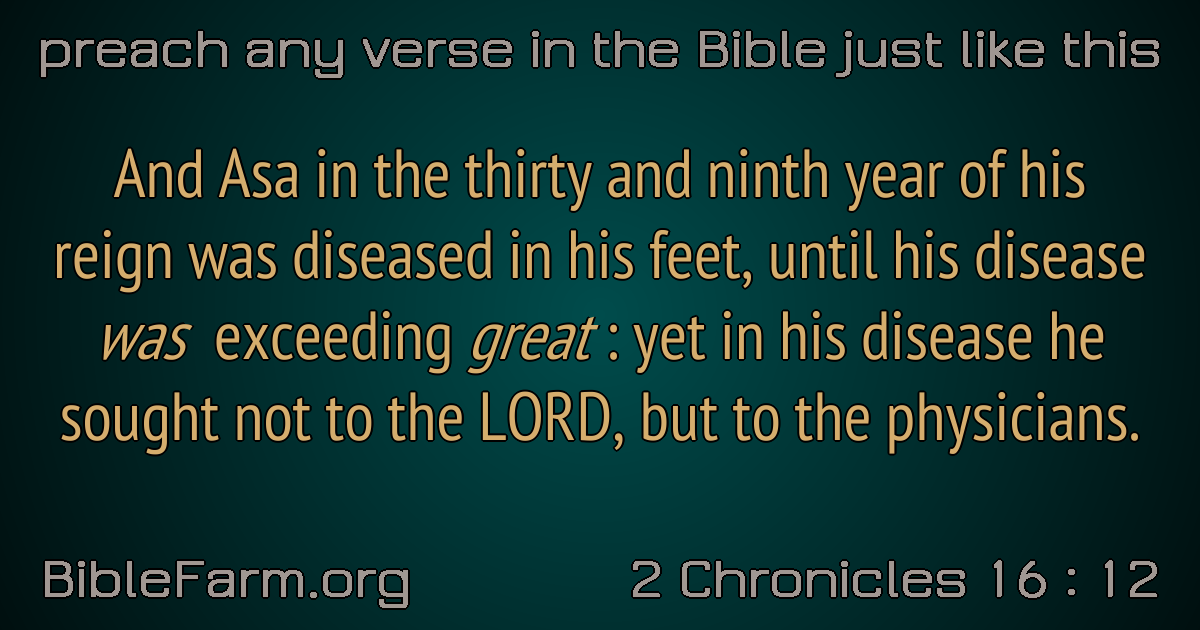 preach any verse in the Bible just like this
And Asa in the thirty and ninth year of his
reign was diseased in his feet, until his disease
was exceeding great : yet in his disease he
sought not to the LORD, but to the physicians.
BibleFarm.org
2 Chronicles 16 : 12